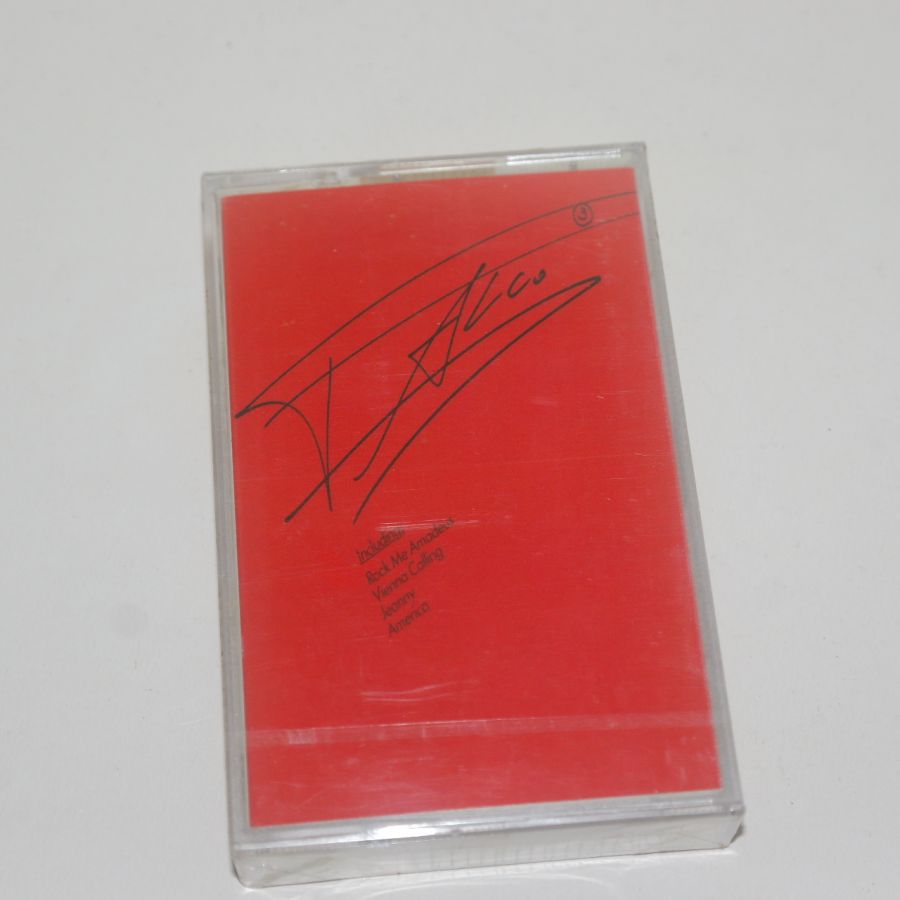 3
FALCO
including:
Rock Me Amadeus
Vienna Calling
Jeanny
America